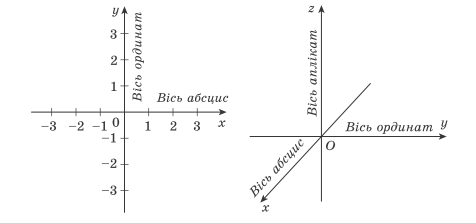 y
3
2
1
Вісь ординат
Вісь абсцис
−3 −2 −1 0 1 2 3 x
−1
−2
−3
z
Вісь аплікат
Вісь ординат
y
O
Вісь абсцис
x